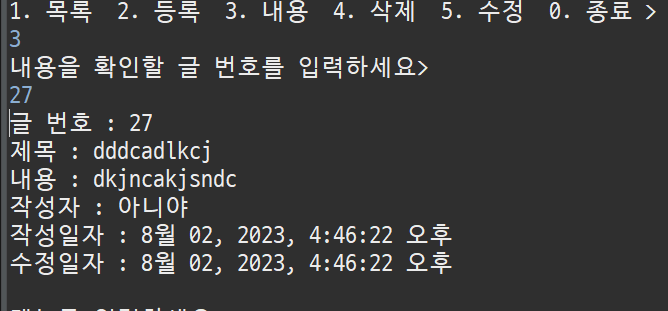 1. 목록 2. 등록 3. 내용 4. 삭제 5. 수정 0. 종료 >
3
내용을 확인할 글 번호를 입력하세요>
27
글 번호 : 27
제목 : dddcadlkcj
내용 : dkjncakjsndc
작성자 : 아니야
작성일자 : 8월 02, 2023, 4:46:22 오후
수정일자 : 8월 02, 2023, 4:46:22 오후